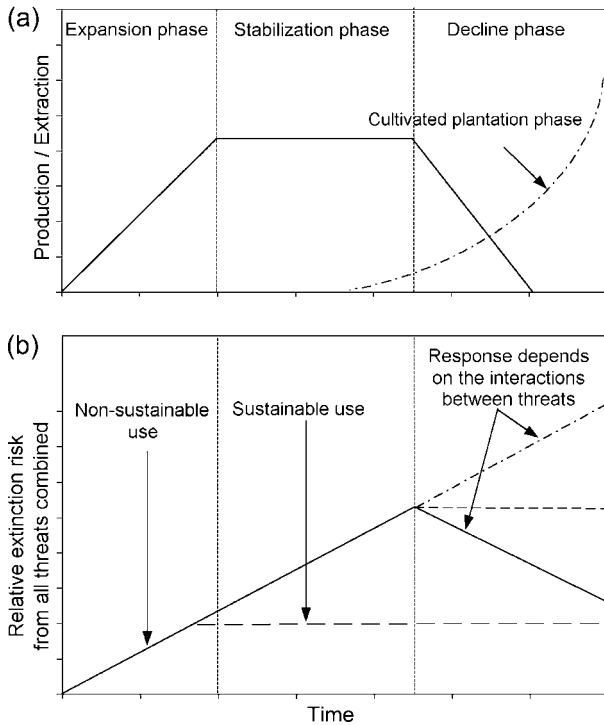 (a)
Expansion phase
Stabilization phase
Decline phase
Cultivated plantation phase
Production / Extraction
(b)
Non-sustainable
use
Sustainable use
Response depends
on the interactions
between threats
Relative extinction risk
from all threats combined
Time